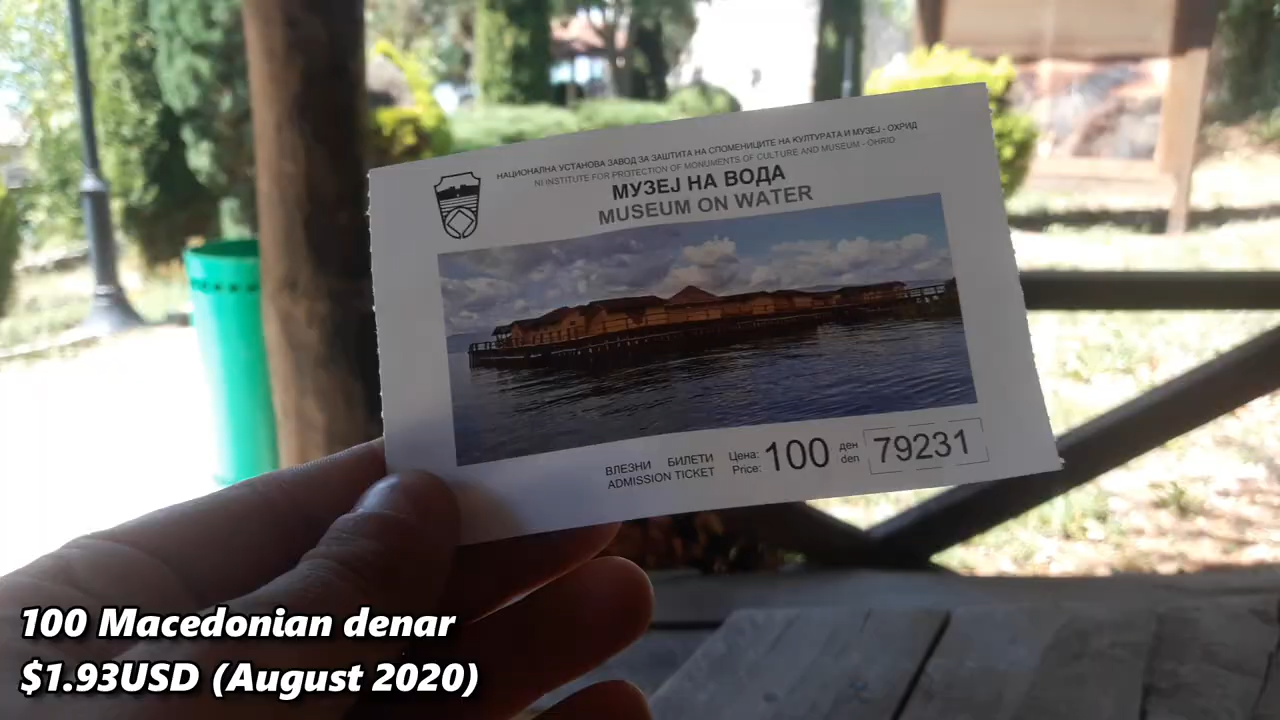 НАЦИОНАЛНА УСТАНОВА ЗАВОД ЗА ЗАШТИТА НА СПОМЕНИЦИТЕ НА КУЛТУРАТА И МУЗЕЈ - ОХРИД
NI INSTITUTE FOR PROTECTION OF MONUMENTS OF CULTURE AND MUSEUM - OHRID
МУЗЕЈ НА ВОДА
MUSEUM ON WATER
ВЛЕЗНИ БИЛЕТИ
ADMISSION TICKET
Цена:
Price:
100
ден
den
79231
100 Macedonian denar
$1.93USD (August 2020)